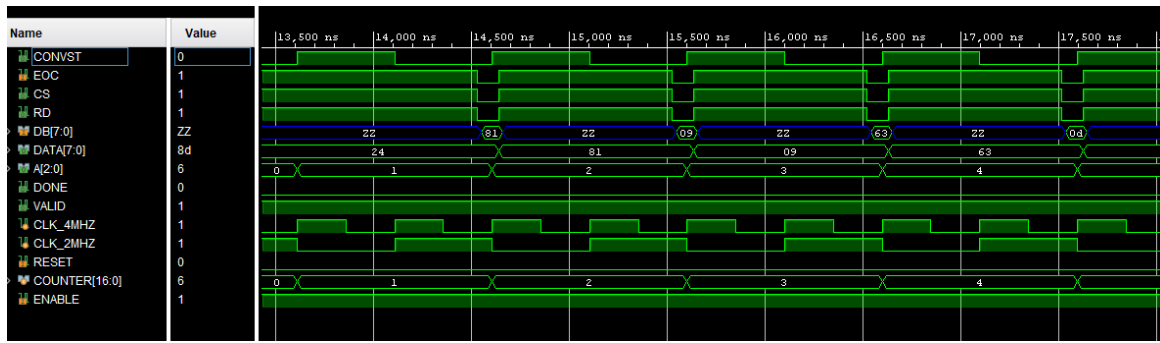 Name Value
13,500 ns 14,000 ns 14,500 ns 15,000 ns 15,500 ns 16,000 ns 16,500 ns 17,000 ns 17,500 ns
CONVST 0
EOC 1
CS 1
RD 1
DB[7:0] ZZ ZZ 81 ZZ 09 ZZ 63 ZZ 0d
DATA[7:0] 8d 24 81 09 63
A[2:0] 6 0 1 2 3 4
DONE 0
VALID 1
CLK_4MHZ 1
CLK_2MHZ 1
RESET 0
COUNTER[16:0] 6 0 1 2 3 4
ENABLE 1